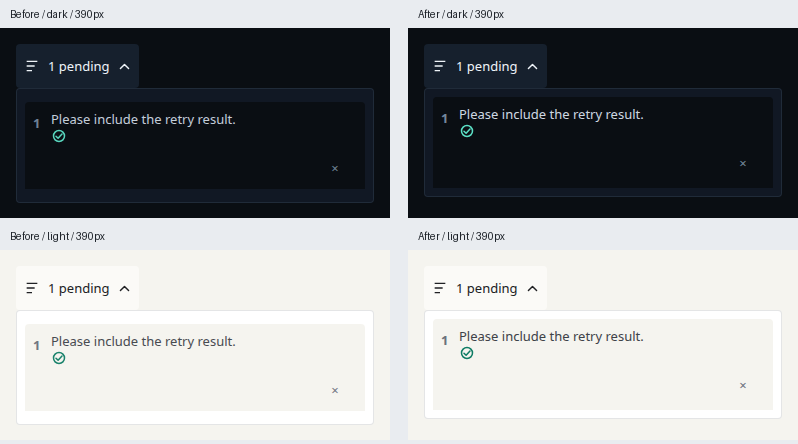 Before / dark / 390px
After / dark / 390px
1 pending
1 Please include the retry result.
×
1 pending
1 Please include the retry result.
×
Before / light / 390px
After / light / 390px
1 pending
1 Please include the retry result.
×
1 pending
1 Please include the retry result.
×